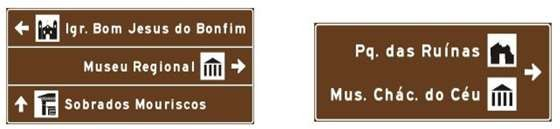 Igr. Bom Jesus do Bonfim
Museu Regional
Sobrados Mouriscos
Pq. das Ruínas
Mus. Chác. do Céu